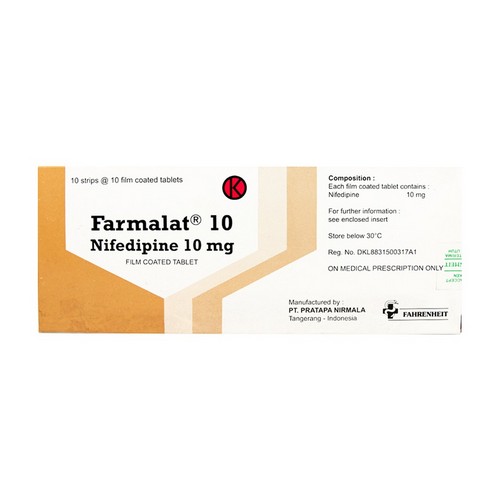 10 strips @ 10 film coated tablets
K
Farmalat® 10
Nifedipine 10 mg
FILM COATED TABLET
Composition :
Each film coated tablet contains :
Nifedipine 10 mg
For further information :
see enclosed insert
Store below 30°C
Reg. No. DKL8831500317A1
ON MEDICAL PRESCRIPTION ONLY
Manufactured by :
PT. PRATAPA NIRMALA
Tangerang - Indonesia
FAHRENHEIT